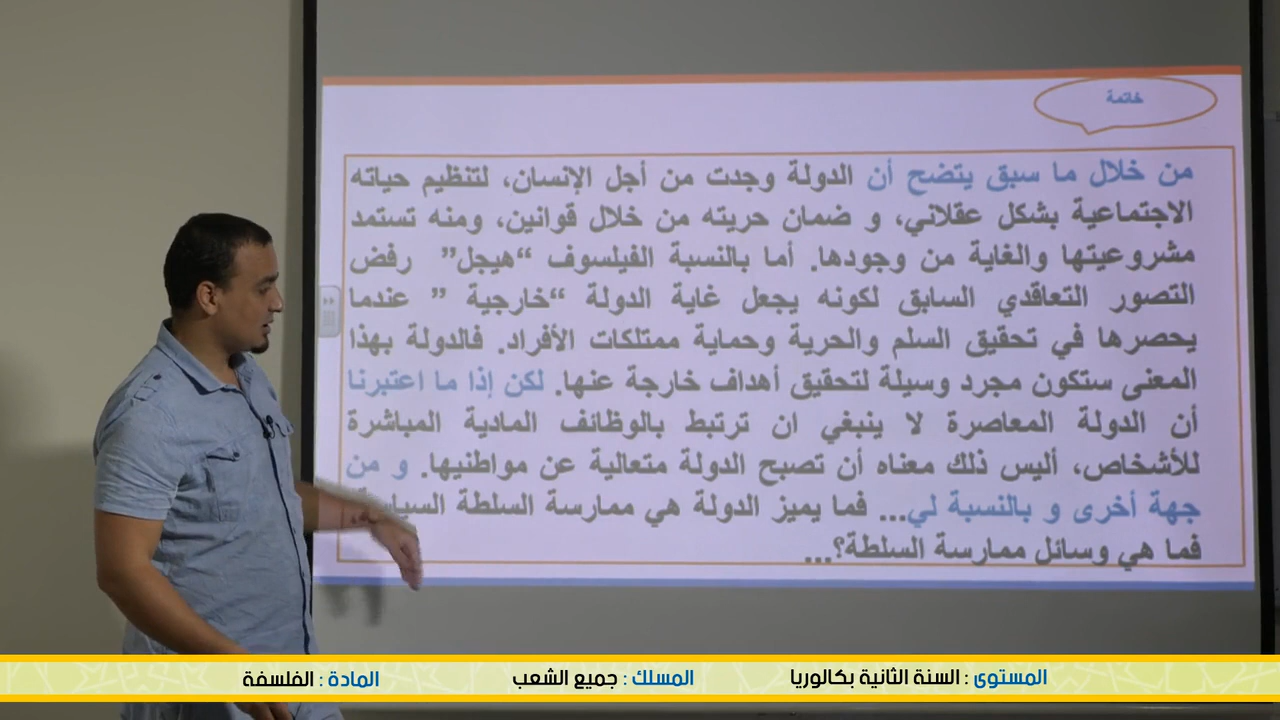 خاتمة
من خلال ما سبق يتضح أن الدولة وجدت من أجل الإنسان، لتنظيم حياته
الاجتماعية بشكل عقلاني، و ضمان حريته من خلال قوانين، ومنه تستمد
مشروعيتها والغاية من وجودها. أما بالنسبة الفيلسوف “هيجل” رفض
التصور التعاقدي السابق لكونه يجعل غاية الدولة “خارجية ” عندما
يحصرها في تحقيق السلم والحرية وحماية ممتلكات الأفراد. فالدولة بهذا
المعنى ستكون مجرد وسيلة لتحقيق أهداف خارجة عنها. لكن إذا ما اعتبرنا
أن الدولة المعاصرة لا ينبغي ان ترتبط بالوظائف المادية المباشرة
للأشخاص، أليس ذلك معناه أن تصبح الدولة متعالية عن مواطنيها. و من
جهة أخرى و بالنسبة لي... فما يميز الدولة هي ممارسة السلطة
فما هي وسائل ممارسة السلطة؟...
المستوى : السنة الثانية بكالوريا المسلك : جميع الشعب المادة : الفلسفة